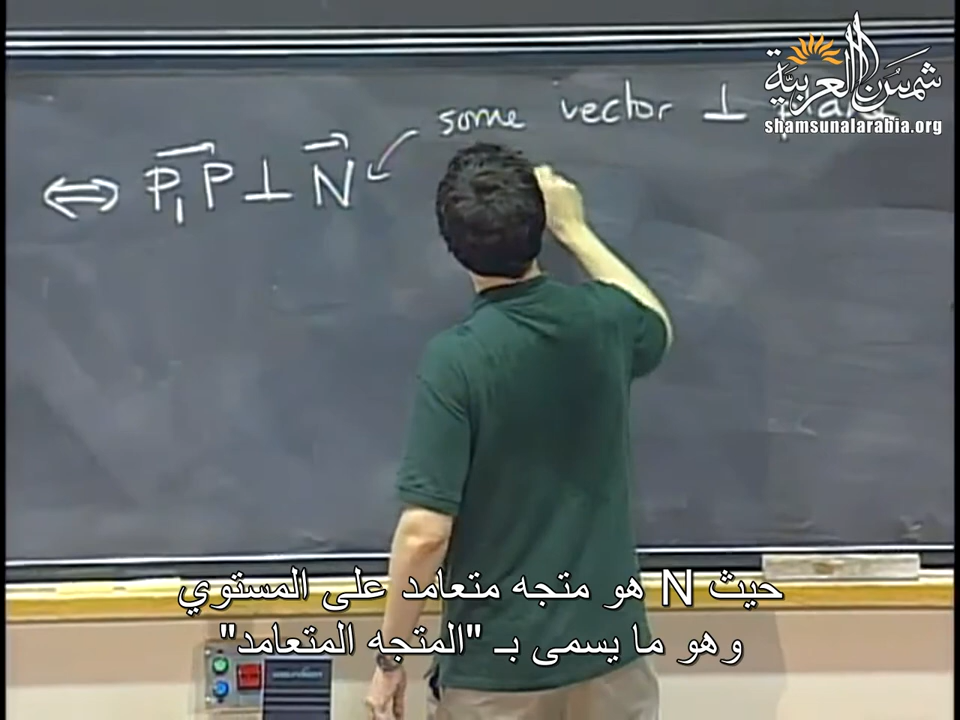 شمس العربية
shamsunalarabia.org
some vector ⊥ plane
⇔ P₁P ⊥ N
حيث N هو متجه متعامد على المستوي
وهو ما يسمى بـ "المتجه المتعامد"